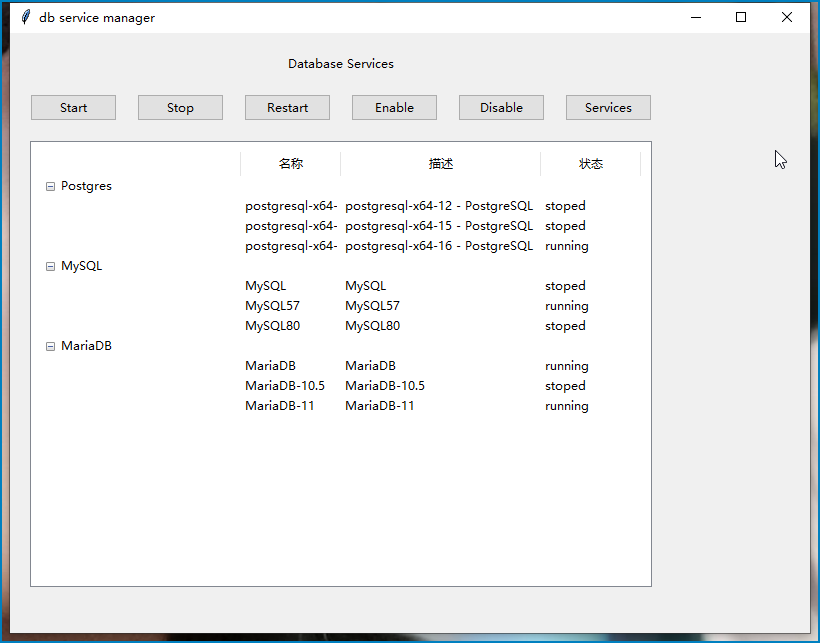 db service manager
Database Services
Start Stop Restart Enable Disable Services
名称 描述 状态
Postgres
postgresql-x64- postgresql-x64-12 - PostgreSQL stoped
postgresql-x64- postgresql-x64-15 - PostgreSQL stoped
postgresql-x64- postgresql-x64-16 - PostgreSQL running
MySQL
MySQL MySQL stoped
MySQL57 MySQL57 running
MySQL80 MySQL80 stoped
MariaDB
MariaDB MariaDB running
MariaDB-10.5 MariaDB-10.5 stoped
MariaDB-11 MariaDB-11 running